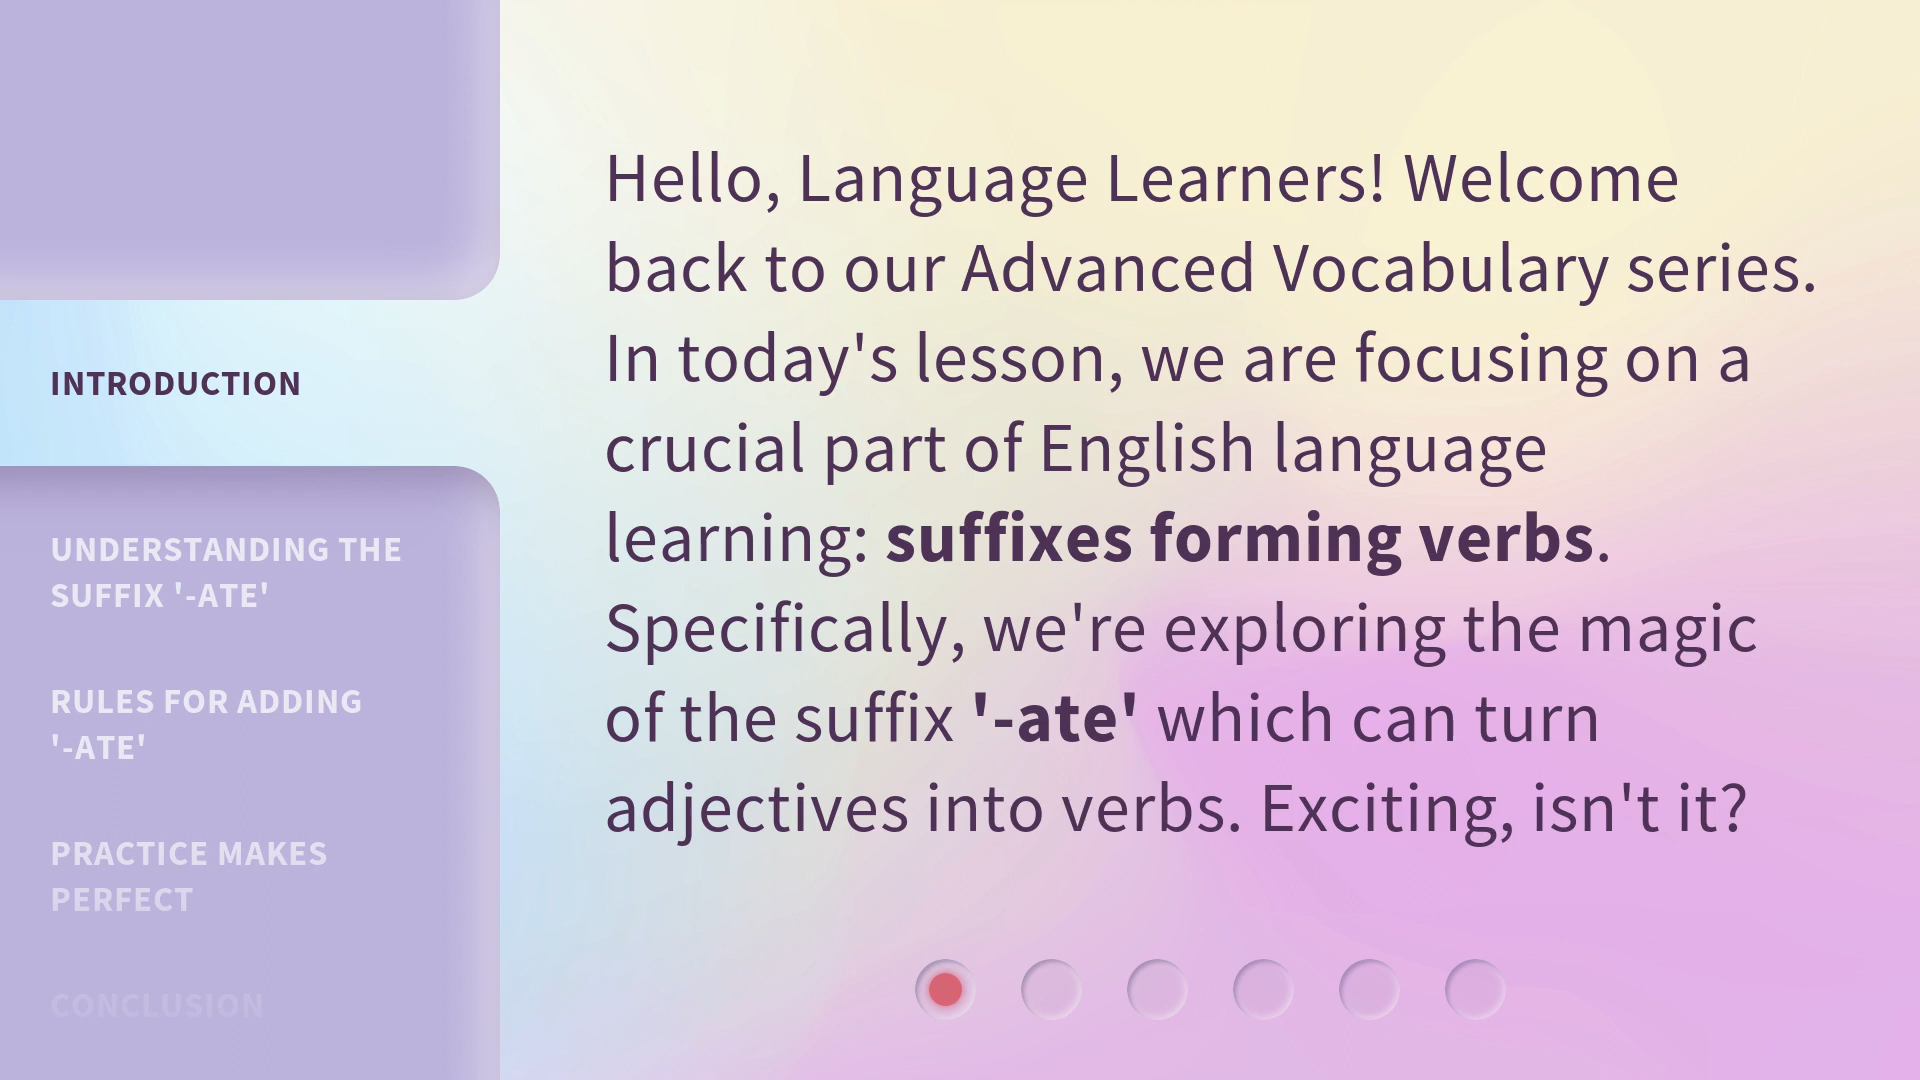 INTRODUCTION
UNDERSTANDING THE
SUFFIX '-ATE'
RULES FOR ADDING
'-ATE'
PRACTICE MAKES
PERFECT
CONCLUSION
Hello, Language Learners! Welcome
back to our Advanced Vocabulary series.
In today's lesson, we are focusing on a
crucial part of English language
learning: suffixes forming verbs.
Specifically, we're exploring the magic
of the suffix '-ate' which can turn
adjectives into verbs. Exciting, isn't it?